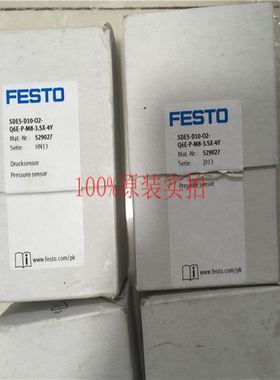 FESTO
SDE5-D10-O2-
Q6E-P-M8-3.5X-4Y
Mat.-Nr.: 529027
Serie: HN13
Drucksensor
Pressure sensor
www.festo.com/pk
FESTO
SDE5-D10-O2-
Q6E-P-M8-3.5X-4Y
Mat.-Nr.: 529027
Serie: JJ13
Pressure sensor
www.festo.com/pk
100%原装实拍